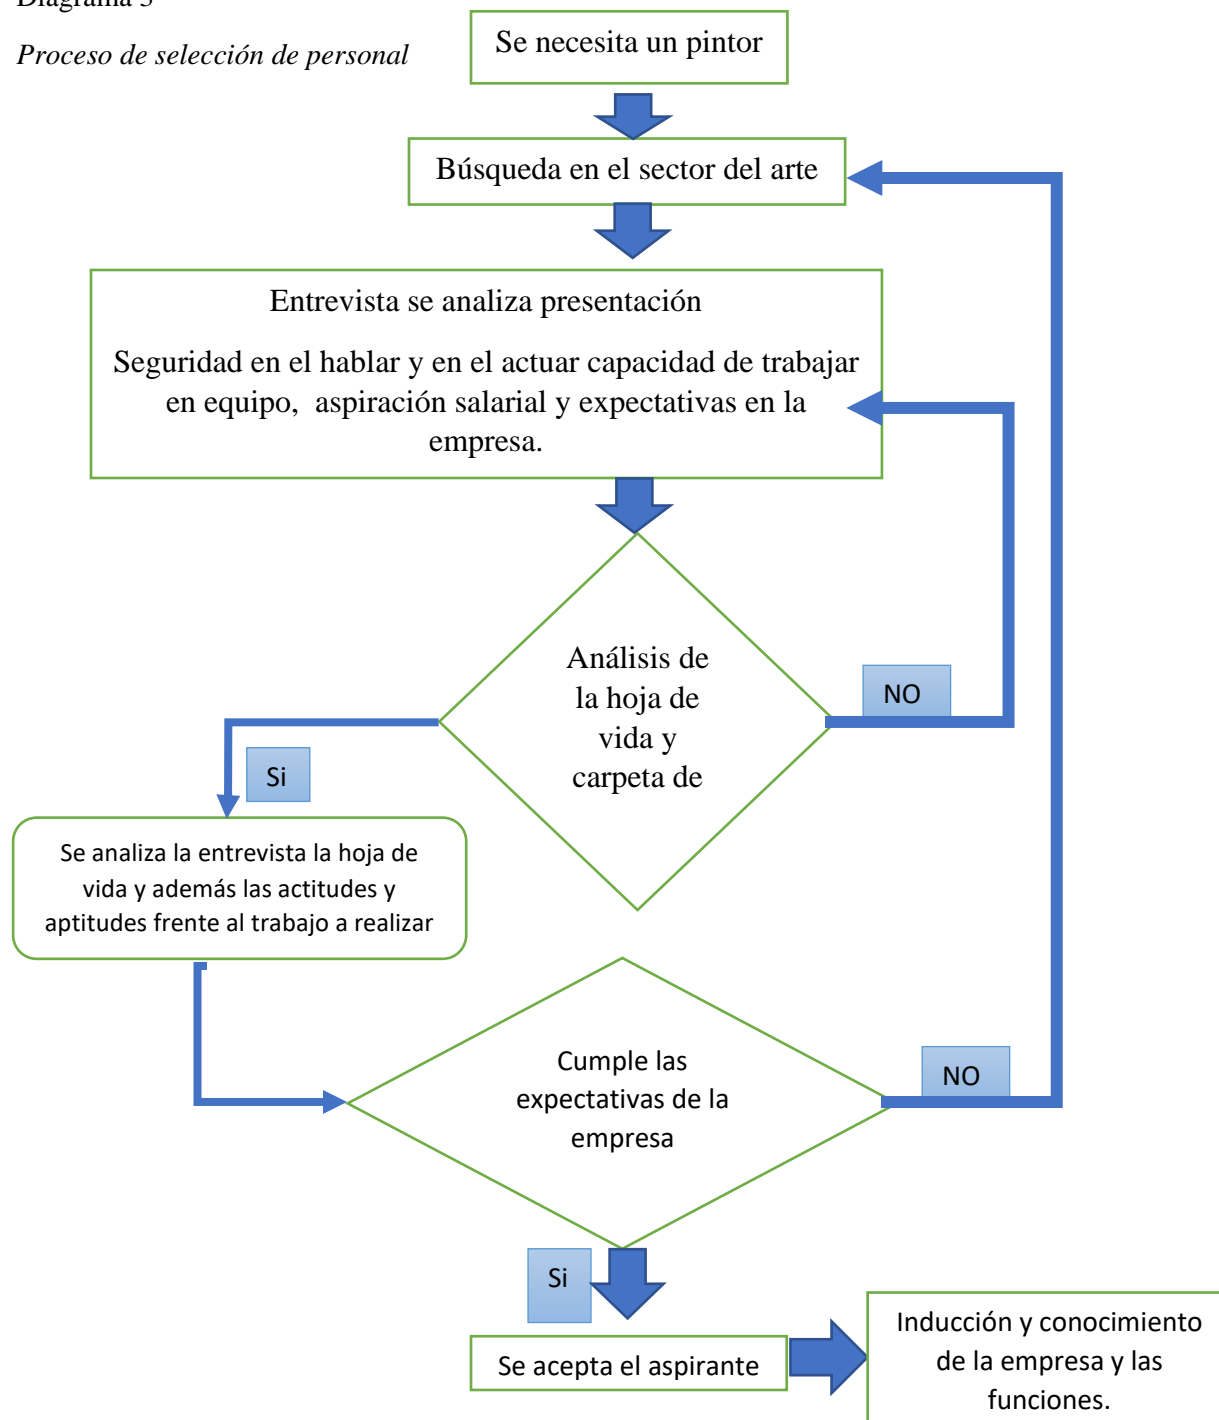 Diagrama 3
Proceso de selección de personal
Se necesita un pintor
Búsqueda en el sector del arte
Entrevista se analiza presentación
Seguridad en el hablar y en el actuar capacidad de trabajar
en equipo, aspiración salarial y expectativas en la
empresa.
Análisis de
la hoja de
vida y
carpeta de
NO
Si
Se analiza la entrevista la hoja de
vida y además las actitudes y
aptitudes frente al trabajo a realizar
Cumple las
expectativas de la
empresa
NO
Si
Se acepta el aspirante
Inducción y conocimiento
de la empresa y las
funciones.